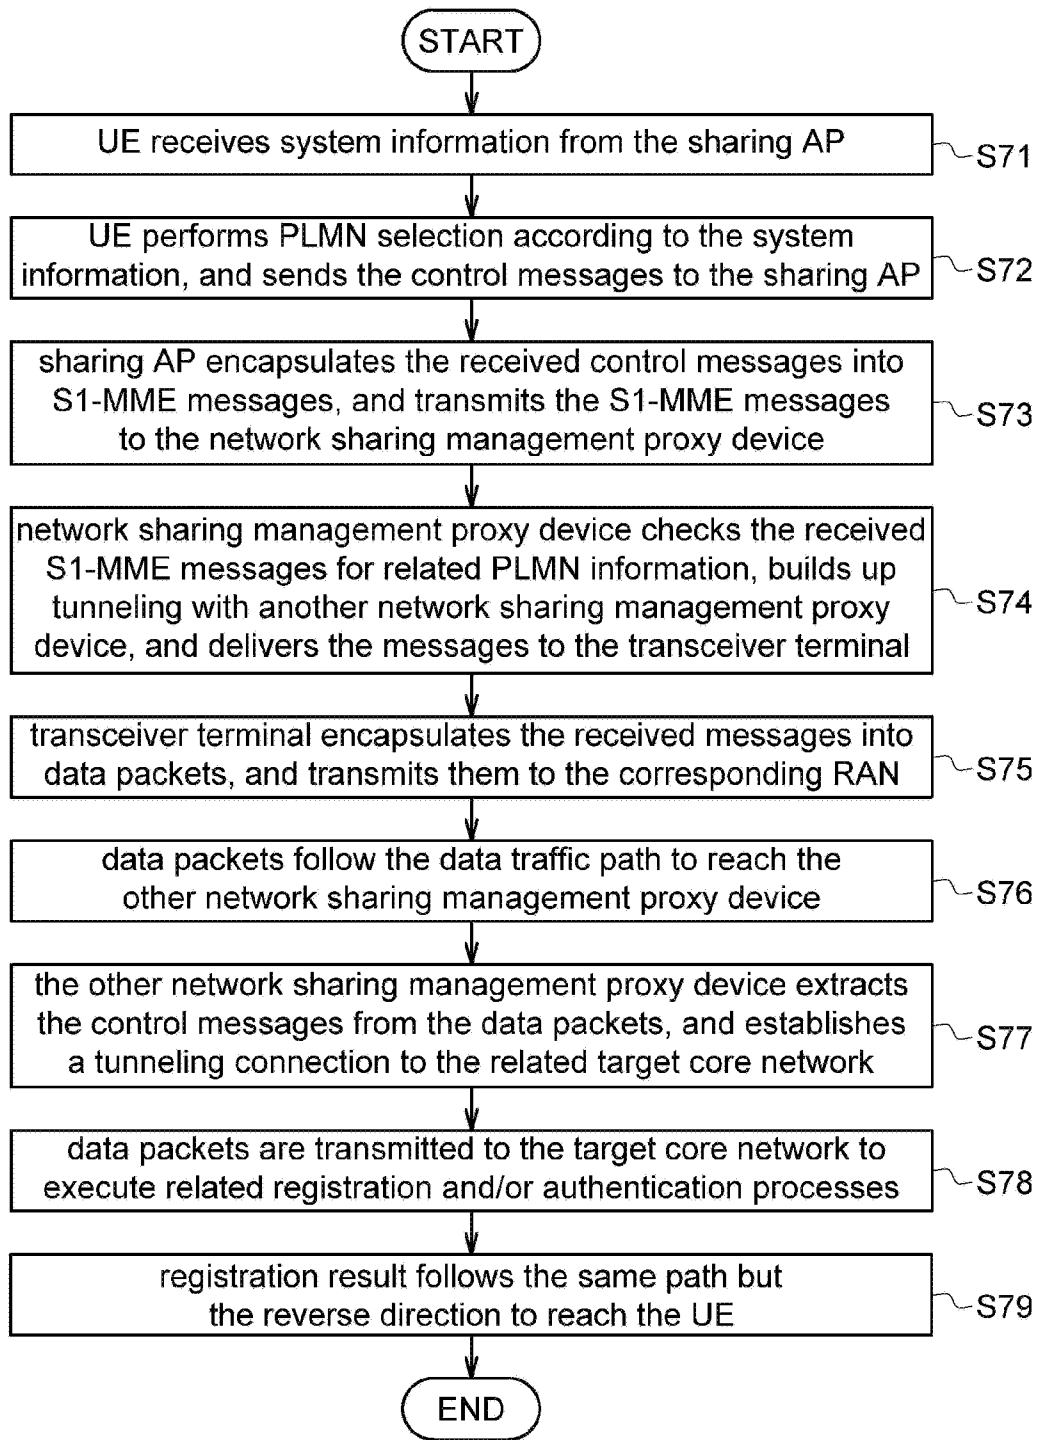 START
UE receives system information from the sharing AP
S71
UE performs PLMN selection according to the system
information, and sends the control messages to the sharing AP
S72
sharing AP encapsulates the received control messages into
S1-MME messages, and transmits the S1-MME messages
to the network sharing management proxy device
S73
network sharing management proxy device checks the received
S1-MME messages for related PLMN information, builds up
tunneling with another network sharing management proxy
device, and delivers the messages to the transceiver terminal
S74
transceiver terminal encapsulates the received messages into
data packets, and transmits them to the corresponding RAN
S75
data packets follow the data traffic path to reach the
other network sharing management proxy device
S76
the other network sharing management proxy device extracts
the control messages from the data packets, and establishes
a tunneling connection to the related target core network
S77
data packets are transmitted to the target core network to
execute related registration and/or authentication processes
S78
registration result follows the same path but
the reverse direction to reach the UE
S79
END